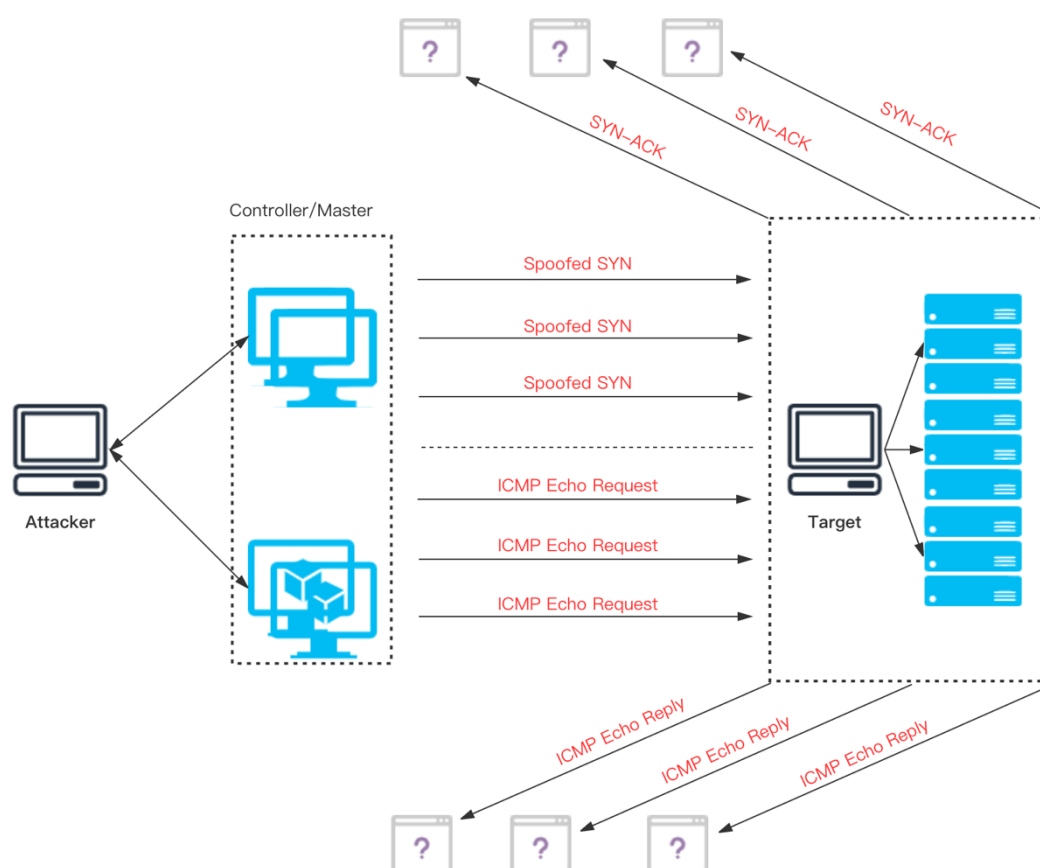 ?
?
?
SYN-ACK
SYN-ACK
SYN-ACK
Controller/Master
Spoofed SYN
Spoofed SYN
Spoofed SYN
Attacker
Target
ICMP Echo Request
ICMP Echo Request
ICMP Echo Request
ICMP Echo Reply
ICMP Echo Reply
ICMP Echo Reply
?
?
?